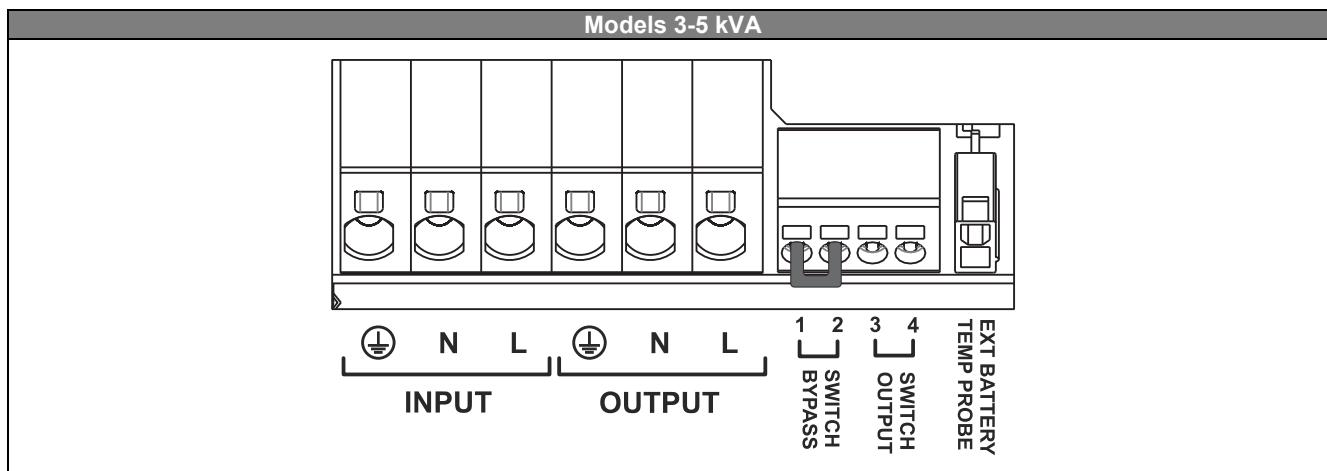 Models 3-5 kVA
N L N L
INPUT OUTPUT
1 2 3 4
SWITCH
BYPASS
SWITCH
OUTPUT
EXT BATTERY
TEMP PROBE